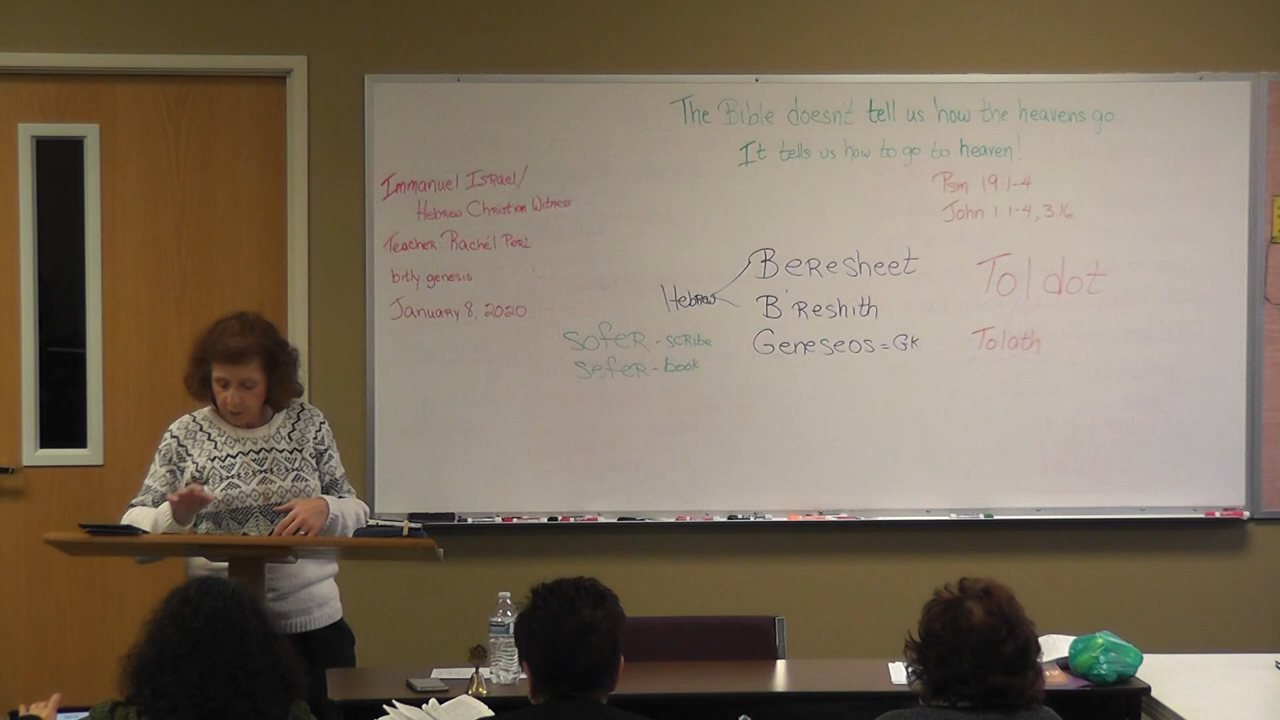 The Bible doesn't tell us how the heavens go
It tells us how to go to heaven!
Psm 19 1-4
John 1 1-4, 3:16
Immanuel Israel/
Hebrew Christian Witness
Teacher: Rachél Perl
bitly genesis
January 8, 2020
Hebrew
Beresheet
B'Reshith
Geneseos = GK
Sofer - scribe
Sefer - book
Toldot
Tolath